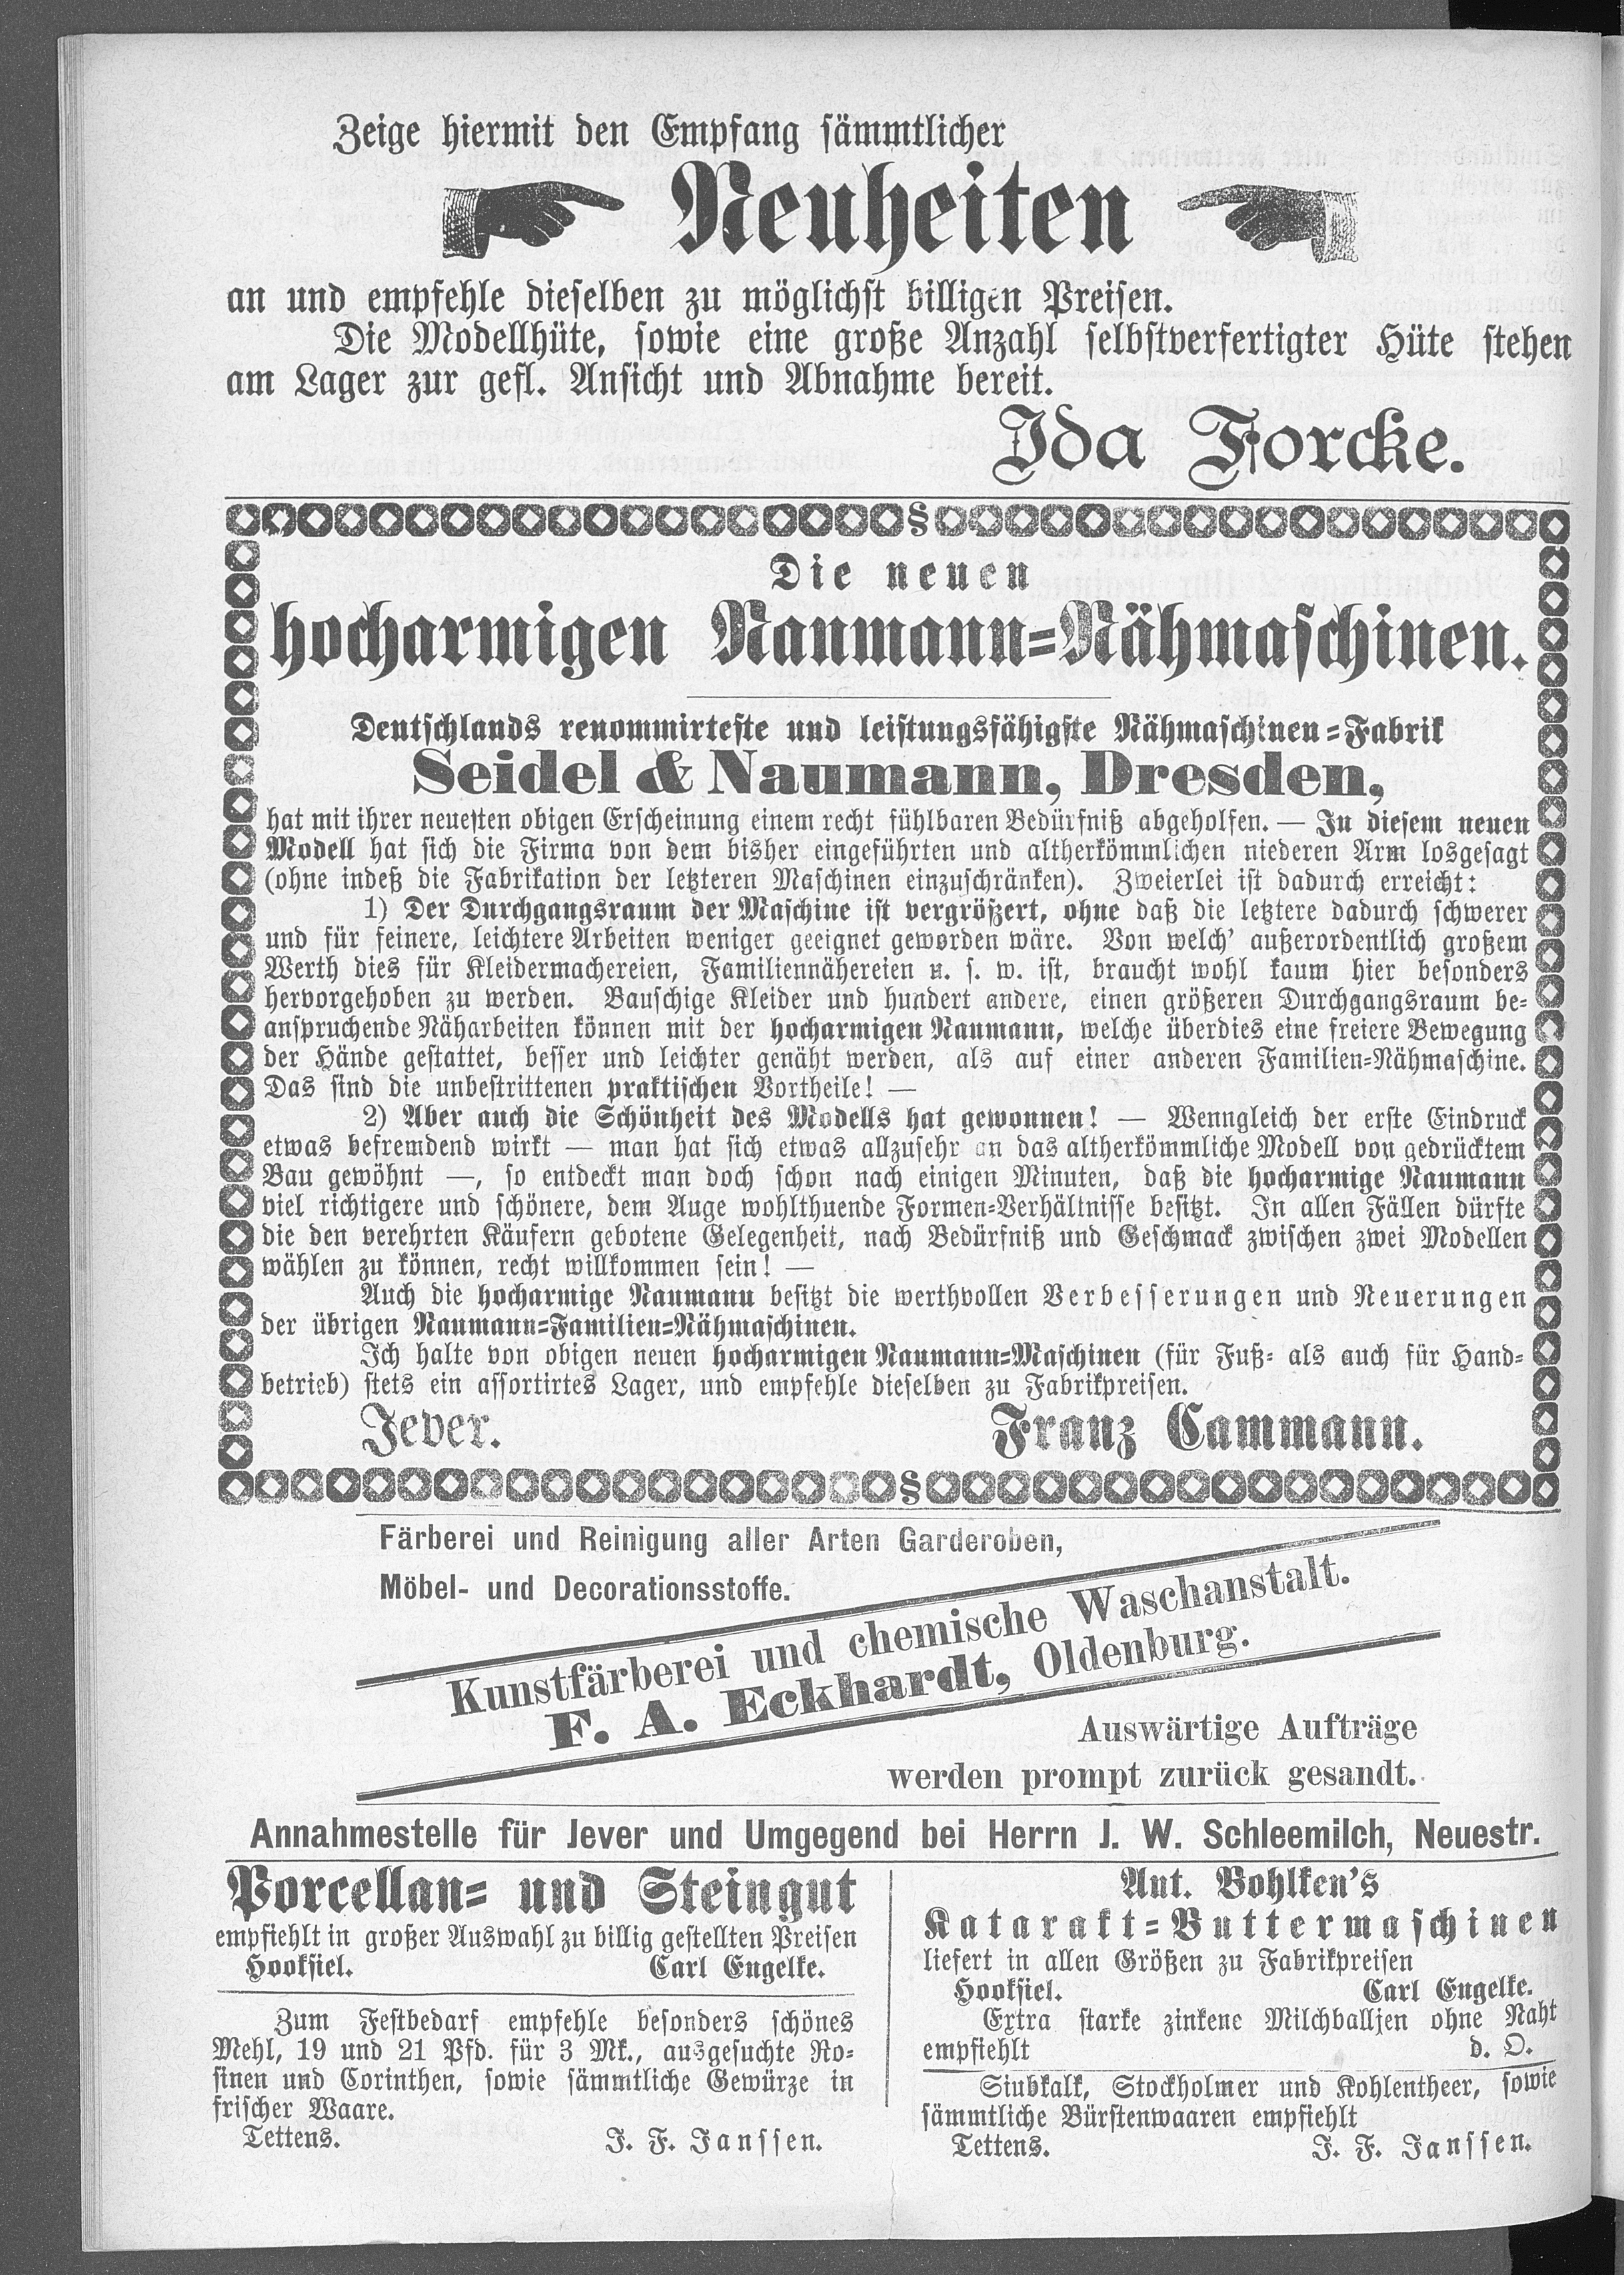 Zeige hiermit den Empfang sämmtlicher
Neuheiten
an und empfehle dieselben zu möglichst billigen Preisen.
Die Modellhüte, sowie eine große Anzahl selbstverfertigter Hüte stehen
am Lager zur gefl. Ansicht und Abnahme bereit.
Ida Forcke.
Die neuen
hocharmigen Naumann=Nähmaschinen.
Deutschlands renommirteste und leistungsfähigste Nähmaschinen=Fabrik
Seidel & Naumann, Dresden,
hat mit ihrer neuesten obigen Erscheinung einem recht fühlbaren Bedürfniß abgeholfen. — In diesem neuen
Modell hat sich die Firma von dem bisher eingeführten und altherkömmlichen niederen Arm losgesagt
(ohne indeß die Fabrikation der letzteren Maschinen einzuschränken). Zweierlei ist dadurch erreicht:
1) Der Durchgangsraum der Maschine ist vergrößert, ohne daß die letztere dadurch schwerer
und für feinere, leichtere Arbeiten weniger geeignet geworden wäre. Von welch' außerordentlich großem
Werth dies für Kleidermachereien, Familiennähereien u. s. w. ist, braucht wohl kaum hier besonders
hervorgehoben zu werden. Bauschige Kleider und hundert andere, einen größeren Durchgangsraum be=
anspruchende Näharbeiten können mit der hocharmigen Naumann, welche überdies eine freiere Bewegung
der Hände gestattet, besser und leichter genäht werden, als auf einer anderen Familien=Nähmaschine.
Das sind die unbestrittenen praktischen Vortheile! —
2) Aber auch die Schönheit des Modells hat gewonnen! — Wenngleich der erste Eindruck
etwas befremdend wirkt — man hat sich etwas allzusehr an das altherkömmliche Modell von gedrücktem
Bau gewöhnt —, so entdeckt man doch schon nach einigen Minuten, daß die hocharmige Naumann
viel richtigere und schönere, dem Auge wohlthuende Formen=Verhältnisse besitzt. In allen Fällen dürfte
die den verehrten Käufern gebotene Gelegenheit, nach Bedürfniß und Geschmack zwischen zwei Modellen
wählen zu können, recht willkommen sein! —
Auch die hocharmige Naumann besitzt die werthvollen Verbesserungen und Neuerungen
der übrigen Naumann=Familien=Nähmaschinen.
Ich halte von obigen neuen hocharmigen Naumann=Maschinen (für Fuß= als auch für Hand=
betrieb) stets ein assortirtes Lager, und empfehle dieselben zu Fabrikpreisen.
Jever. Franz Cammann.
Färberei und Reinigung aller Arten Garderoben,
Möbel- und Decorationsstoffe.
Kunstfärberei und chemische Waschanstalt.
F. A. Eckhardt, Oldenburg.
Auswärtige Aufträge
werden prompt zurück gesandt.
Annahmestelle für Jever und Umgegend bei Herrn J. W. Schleemilch, Neuestr.
Porcellan= und Steingut
empfiehlt in großer Auswahl zu billig gestellten Preisen
Hooksiel. Carl Engelke.
Zum Festbedarf empfehle besonders schönes
Mehl, 19 und 21 Pfd. für 3 Mk., ausgesuchte Ro=
sinen und Corinthen, sowie sämmtliche Gewürze in
frischer Waare.
Tettens. J. F. Janssen.
Ant. Bohlken's
Katarakt=Buttermaschinen
liefert in allen Größen zu Fabrikpreisen
Hooksiel. Carl Engelke.
Extra starke zinkene Milchballjen ohne Naht
empfiehlt d. O.
Siubkalk, Stockholmer und Kohlentheer, sowie
sämmtliche Bürstenwaaren empfiehlt
Tettens. J. F. Janssen.